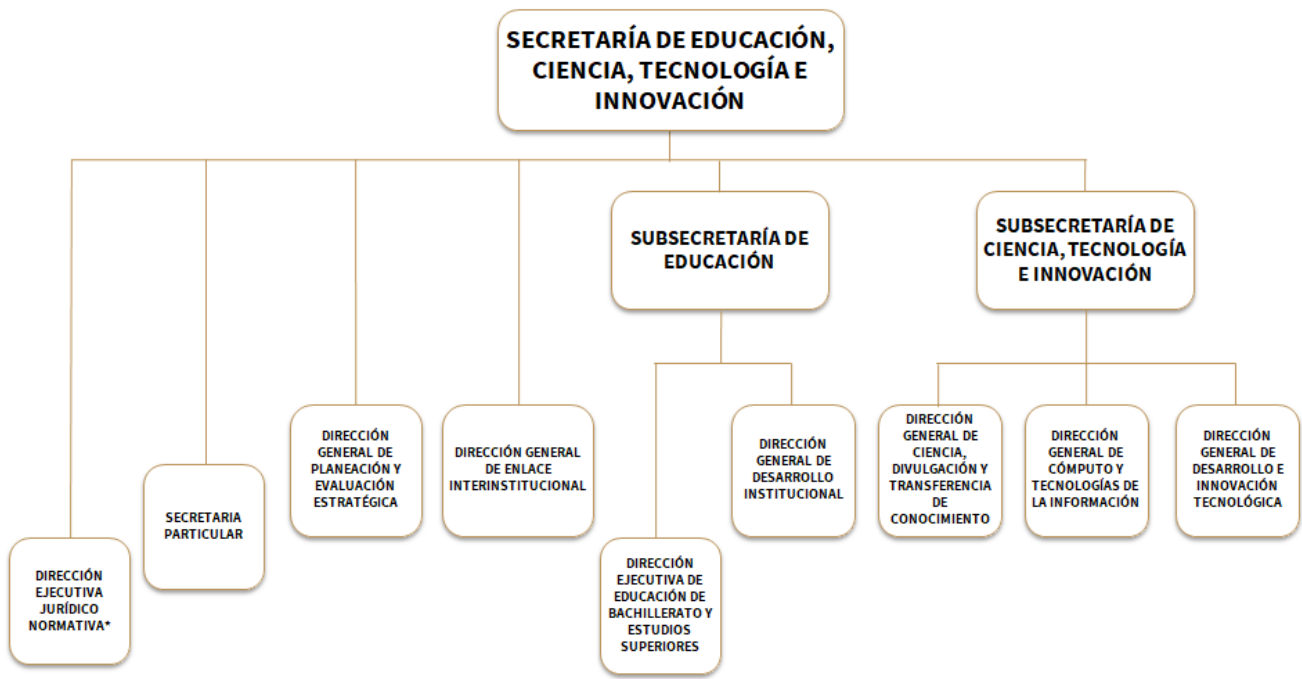 SECRETARÍA DE EDUCACIÓN,
CIENCIA, TECNOLOGÍA E
INNOVACIÓN
SUBSECRETARÍA DE
EDUCACIÓN
SUBSECRETARÍA DE
CIENCIA, TECNOLOGÍA
E INNOVACIÓN
DIRECCIÓN
EJECUTIVA
JURÍDICO
NORMATIVA*
SECRETARIA
PARTICULAR
DIRECCIÓN
GENERAL DE
PLANEACIÓN Y
EVALUACIÓN
ESTRATÉGICA
DIRECCIÓN GENERAL
DE ENLACE
INTERINSTITUCIONAL
DIRECCIÓN
EJECUTIVA DE
EDUCACIÓN DE
BACHILLERATO Y
ESTUDIOS
SUPERIORES
DIRECCIÓN
GENERAL DE
DESARROLLO
INSTITUCIONAL
DIRECCIÓN
GENERAL DE
CIENCIA,
DIVULGACIÓN Y
TRANSFERENCIA
DE
CONOCIMIENTO
DIRECCIÓN
GENERAL DE
CÓMPUTO Y
TECNOLOGÍAS DE
LA INFORMACIÓN
DIRECCIÓN
GENERAL DE
DESARROLLO E
INNOVACIÓN
TECNOLÓGICA